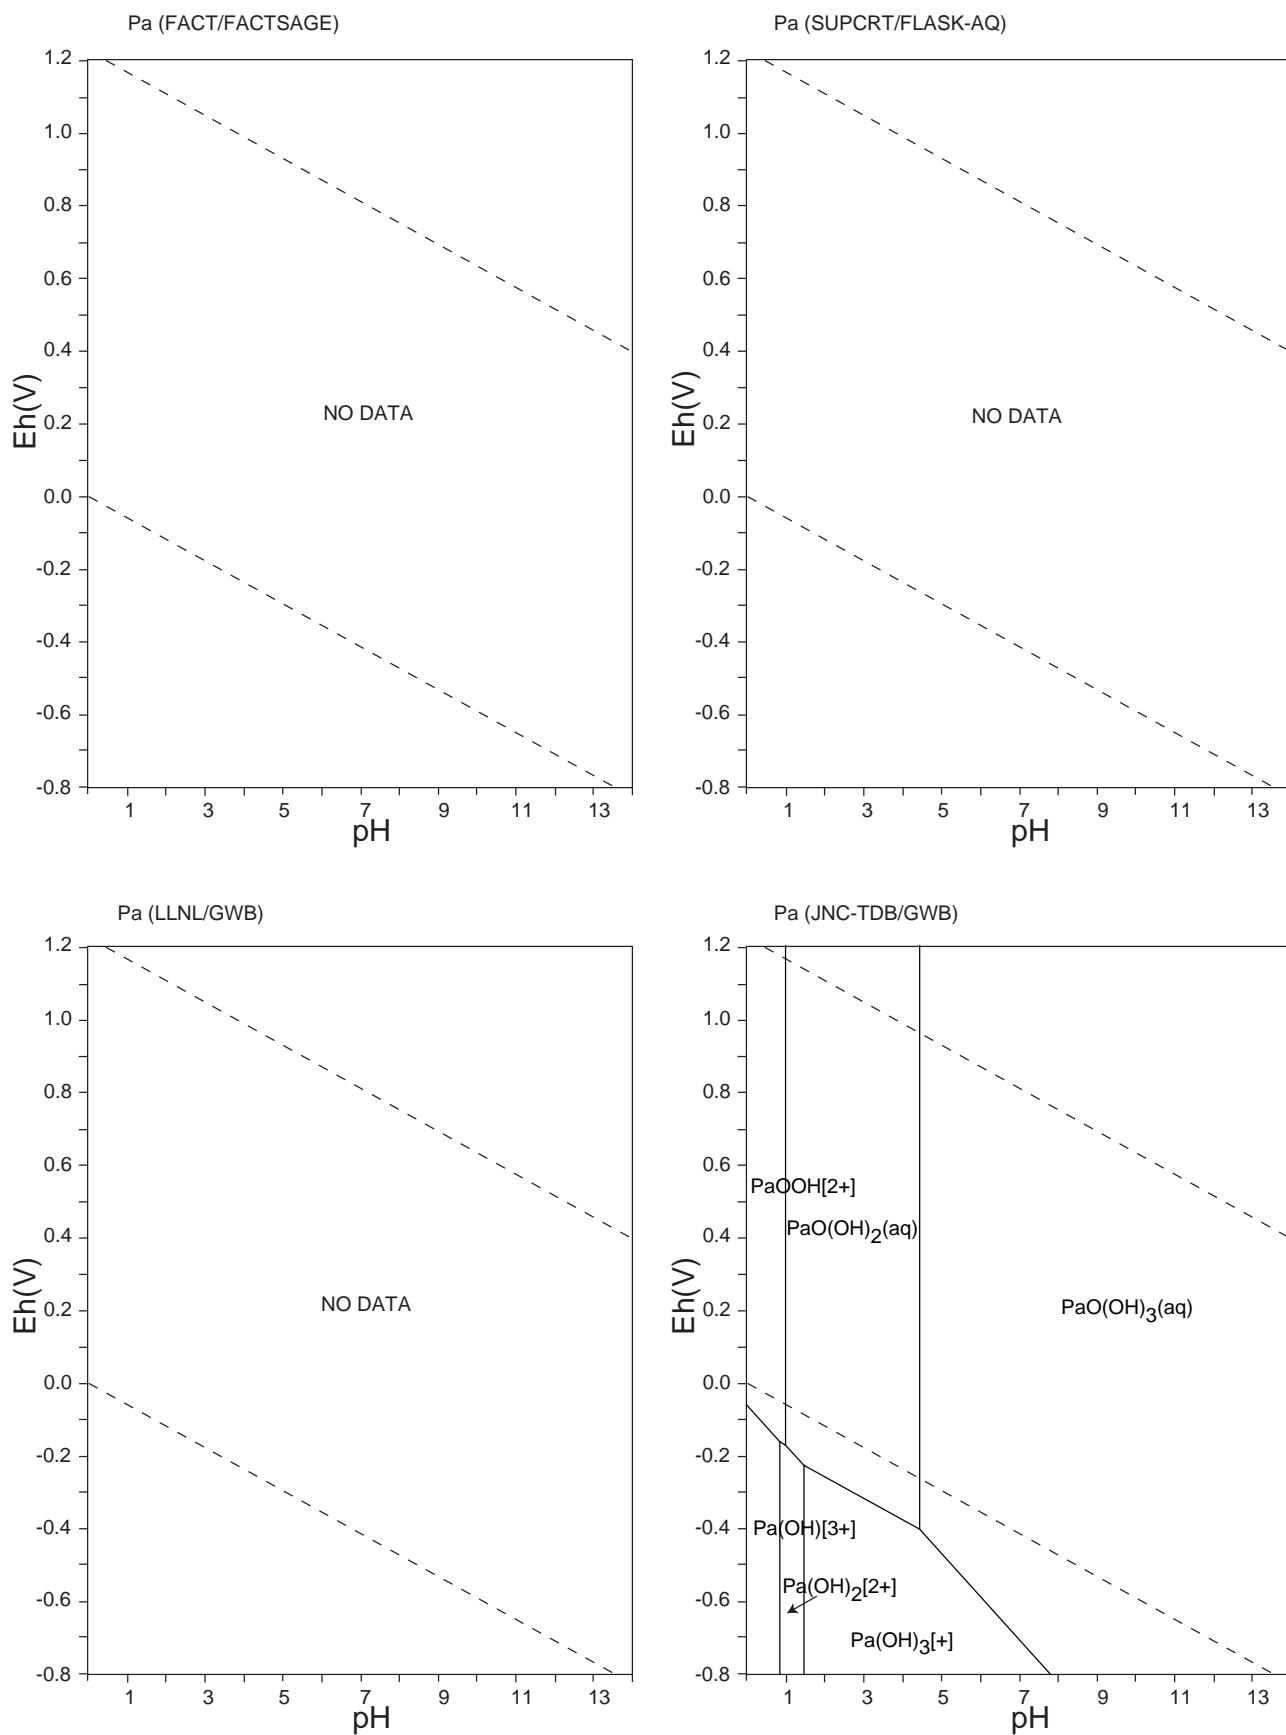 Pa (FACT/FACTSAGE)
1.2
1.0
0.8
0.6
0.4
0.2
0.0
-0.2
-0.4
-0.6
-0.8
Eh(V)
NO DATA
1 3 5 7 9 11 13
pH
Pa (SUPCRT/FLASK-AQ)
1.2
1.0
0.8
0.6
0.4
0.2
0.0
-0.2
-0.4
-0.6
-0.8
Eh(V)
NO DATA
1 3 5 7 9 11 13
pH
Pa (LLNL/GWB)
1.2
1.0
0.8
0.6
0.4
0.2
0.0
-0.2
-0.4
-0.6
-0.8
Eh(V)
NO DATA
1 3 5 7 9 11 13
pH
Pa (JNC-TDB/GWB)
1.2
1.0
0.8
0.6
0.4
0.2
0.0
-0.2
-0.4
-0.6
-0.8
Eh(V)
PaOOH[2+]
PaO(OH)2(aq)
PaO(OH)3(aq)
Pa(OH)[3+]
Pa(OH)2[2+]
Pa(OH)3[+]
1 3 5 7 9 11 13
pH